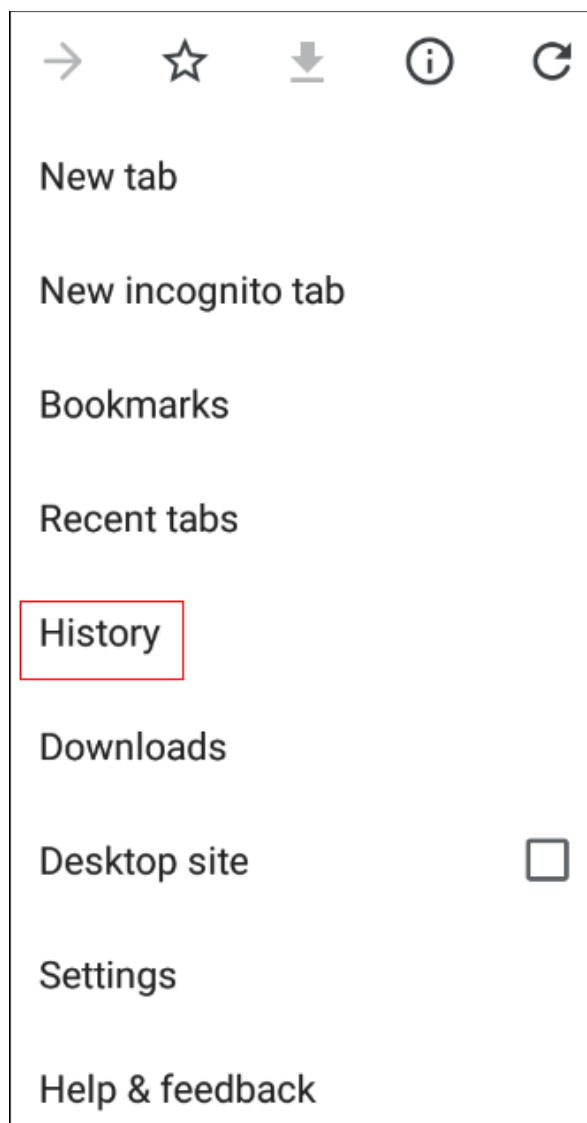 New tab
New incognito tab
Bookmarks
Recent tabs
History
Downloads
Desktop site
Settings
Help & feedback